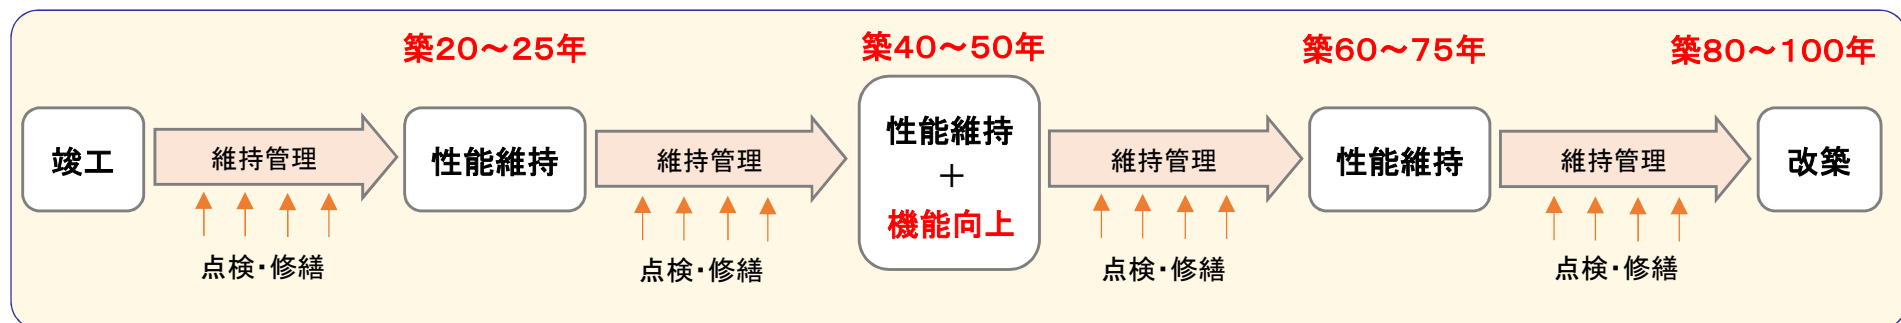 築20～25年
築40～50年
築60～75年
築80～100年
竣工
維持管理
性能維持
維持管理
性能維持
＋
機能向上
維持管理
性能維持
維持管理
改築
点検・修繕
点検・修繕
点検・修繕
点検・修繕